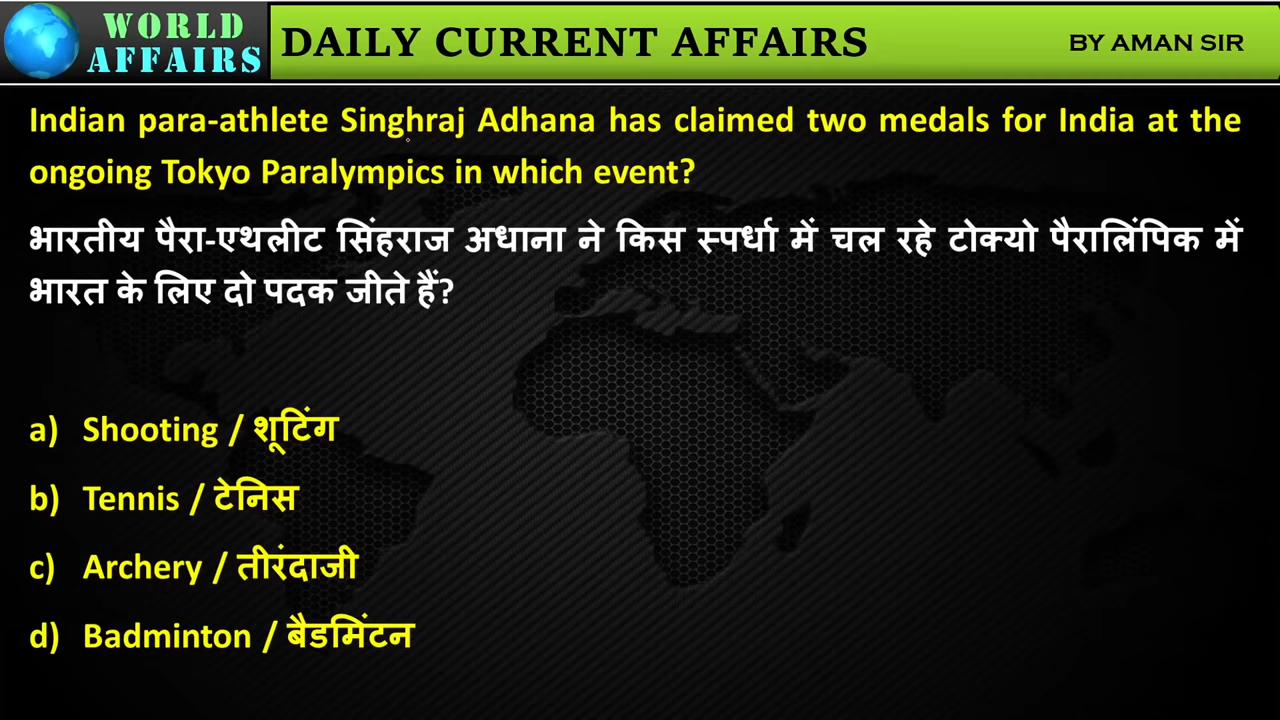 WORLD
AFFAIRS
DAILY CURRENT AFFAIRS
BY AMAN SIR
Indian para-athlete Singhraj Adhana has claimed two medals for India at the
ongoing Tokyo Paralympics in which event?
भारतीय पैरा-एथलीट सिंहराज अधाना ने किस स्पर्धा में चल रहे टोक्यो पैरालिंपिक में
भारत के लिए दो पदक जीते हैं?
a) Shooting / शूटिंग
b) Tennis / टेनिस
c) Archery / तीरंदाजी
d) Badminton / बैडमिंटन